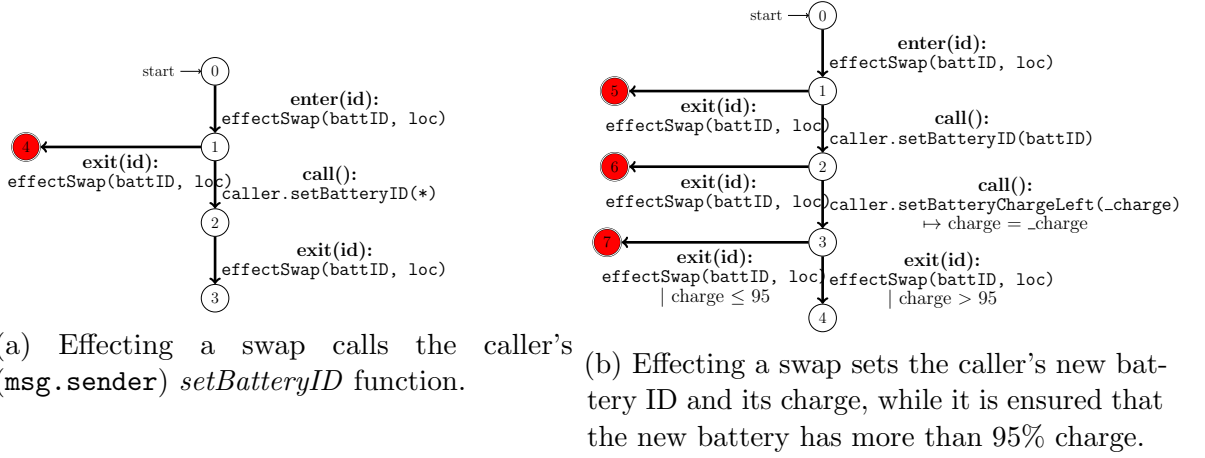 start
0
enter(id):
effectSwap(battID, loc)
4
1
exit(id):
effectSwap(battID, loc)
call():
caller.setBatteryID(*)
2
exit(id):
effectSwap(battID, loc)
3
(a) Effecting a swap calls the caller's
(msg.sender) setBatteryID function.
start
0
enter(id):
effectSwap(battID, loc)
5
1
exit(id):
effectSwap(battID, loc)
call():
caller.setBatteryID(battID)
6
2
exit(id):
effectSwap(battID, loc)
call():
caller.setBatteryChargeLeft(_charge)
↦ charge = _charge
7
3
exit(id):
effectSwap(battID, loc)
| charge ≤ 95
exit(id):
effectSwap(battID, loc)
| charge > 95
4
(b) Effecting a swap sets the caller's new bat-
tery ID and its charge, while it is ensured that
the new battery has more than 95% charge.